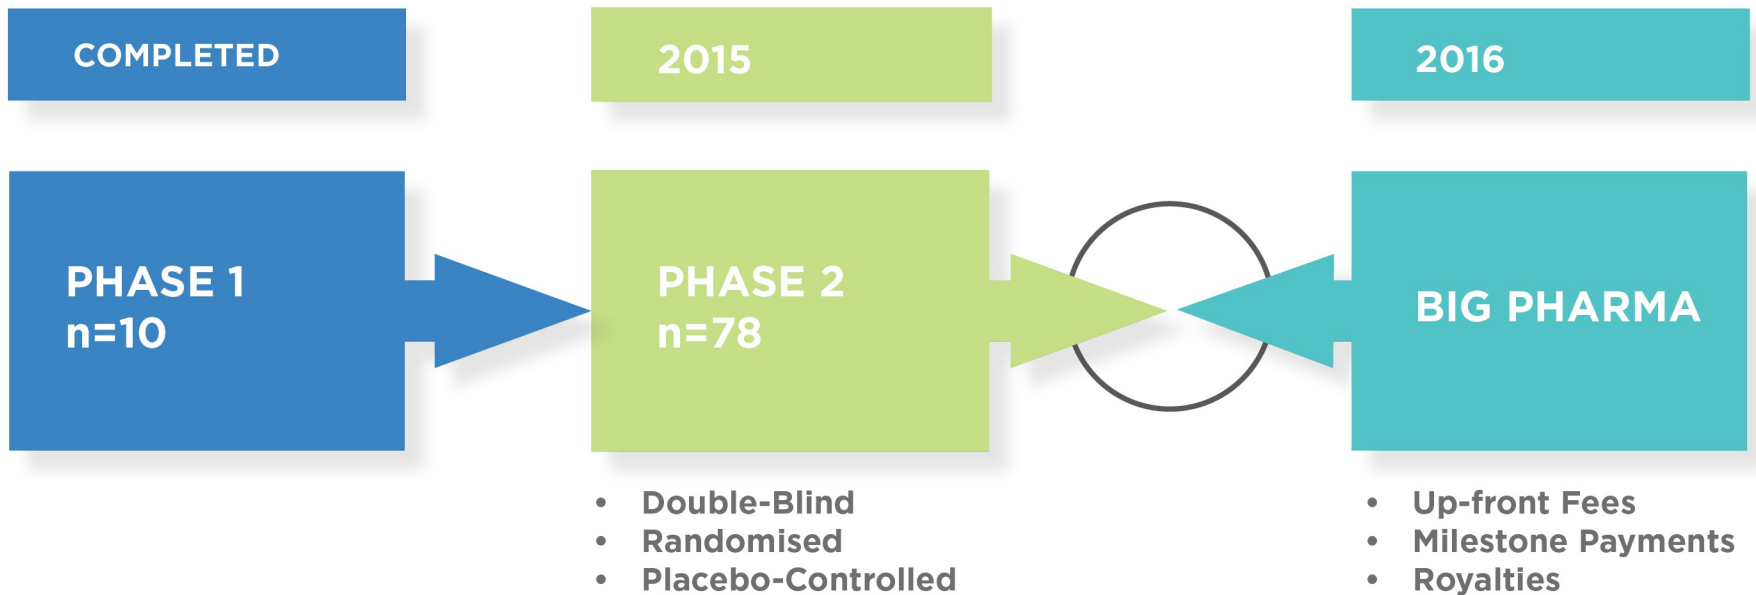 COMPLETED
2015
2016
PHASE 1
n=10
PHASE 2
n=78
BIG PHARMA
• Double-Blind
• Randomised
• Placebo-Controlled
• Up-front Fees
• Milestone Payments
• Royalties